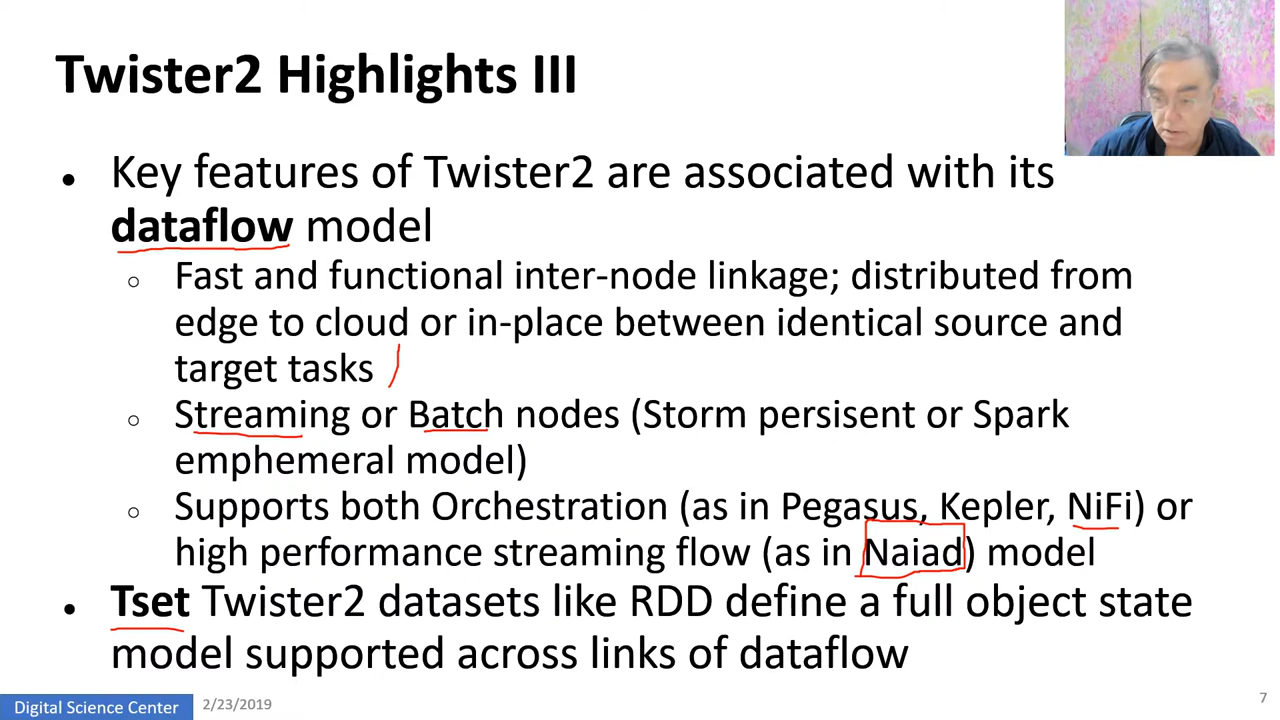 Twister2 Highlights III
● Key features of Twister2 are associated with its
dataflow model
○ Fast and functional inter-node linkage; distributed from
edge to cloud or in-place between identical source and
target tasks
○ Streaming or Batch nodes (Storm persisent or Spark
emphemeral model)
○ Supports both Orchestration (as in Pegasus, Kepler, NiFi) or
high performance streaming flow (as in Naiad) model
● Tset Twister2 datasets like RDD define a full object state
model supported across links of dataflow
Digital Science Center 2/23/2019 7